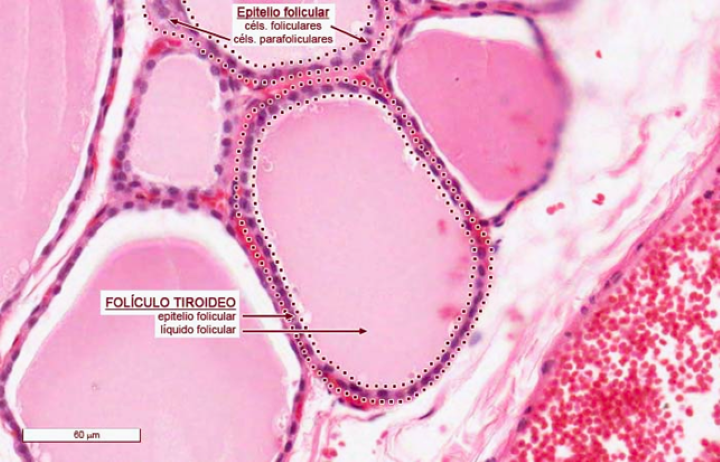 Epitelio folicular
céls. foliculares
céls. parafoliculares
FOLÍCULO TIROIDEO
epitelio folicular
líquido folicular
60 µm